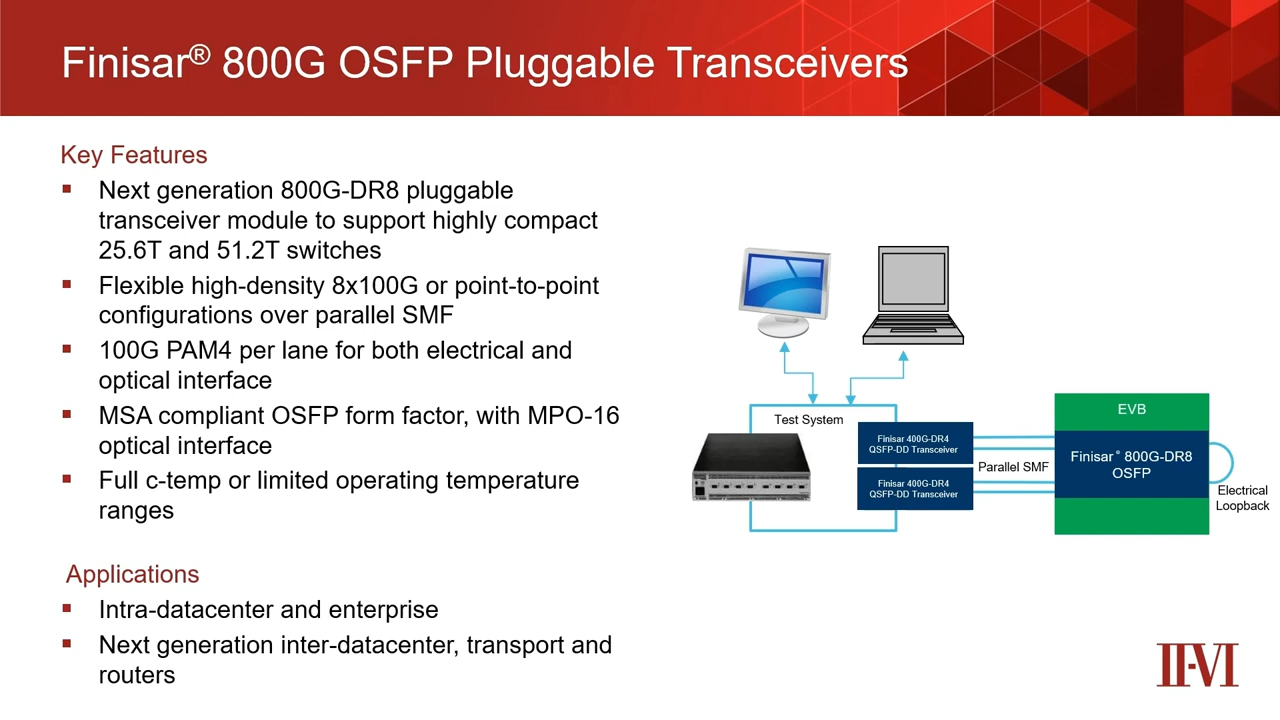 Finisar® 800G OSFP Pluggable Transceivers
Key Features
▪ Next generation 800G-DR8 pluggable
transceiver module to support highly compact
25.6T and 51.2T switches
▪ Flexible high-density 8x100G or point-to-point
configurations over parallel SMF
▪ 100G PAM4 per lane for both electrical and
optical interface
▪ MSA compliant OSFP form factor, with MPO-16
optical interface
▪ Full c-temp or limited operating temperature
ranges
Applications
▪ Intra-datacenter and enterprise
▪ Next generation inter-datacenter, transport and
routers
Test System
Finisar 400G-DR4
QSFP-DD Transceiver
Finisar 400G-DR4
QSFP-DD Transceiver
Parallel SMF
EVB
Finisar® 800G-DR8
OSFP
Electrical
Loopback
II-VI